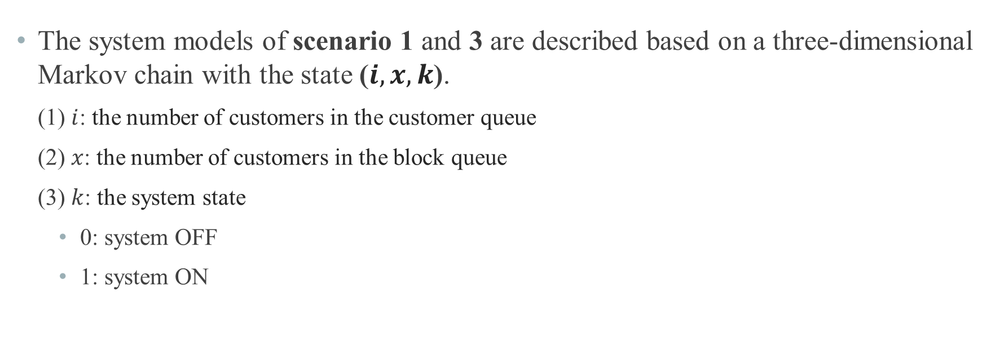 • The system models of scenario 1 and 3 are described based on a three-dimensional
Markov chain with the state (i, x, k).
(1) i: the number of customers in the customer queue
(2) x: the number of customers in the block queue
(3) k: the system state
• 0: system OFF
• 1: system ON